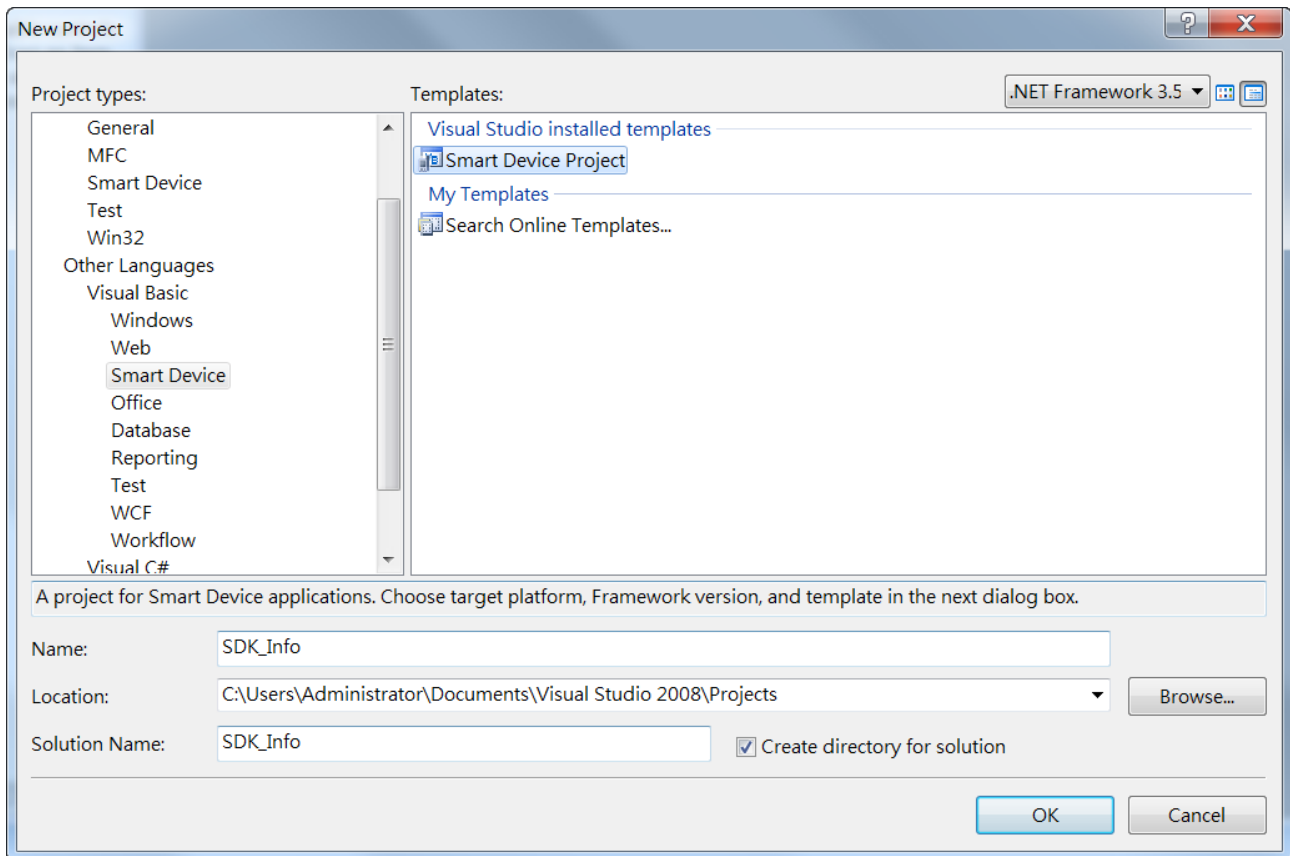 New Project
Project types:
Templates:
.NET Framework 3.5
General
MFC
Smart Device
Test
Win32
Other Languages
Visual Basic
Windows
Web
Smart Device
Office
Database
Reporting
Test
WCF
Workflow
Visual C#
Visual Studio installed templates
Smart Device Project
My Templates
Search Online Templates...
A project for Smart Device applications. Choose target platform, Framework version, and template in the next dialog box.
Name:
SDK_Info
Location:
C:\Users\Administrator\Documents\Visual Studio 2008\Projects
Browse...
Solution Name:
SDK_Info
Create directory for solution
OK
Cancel